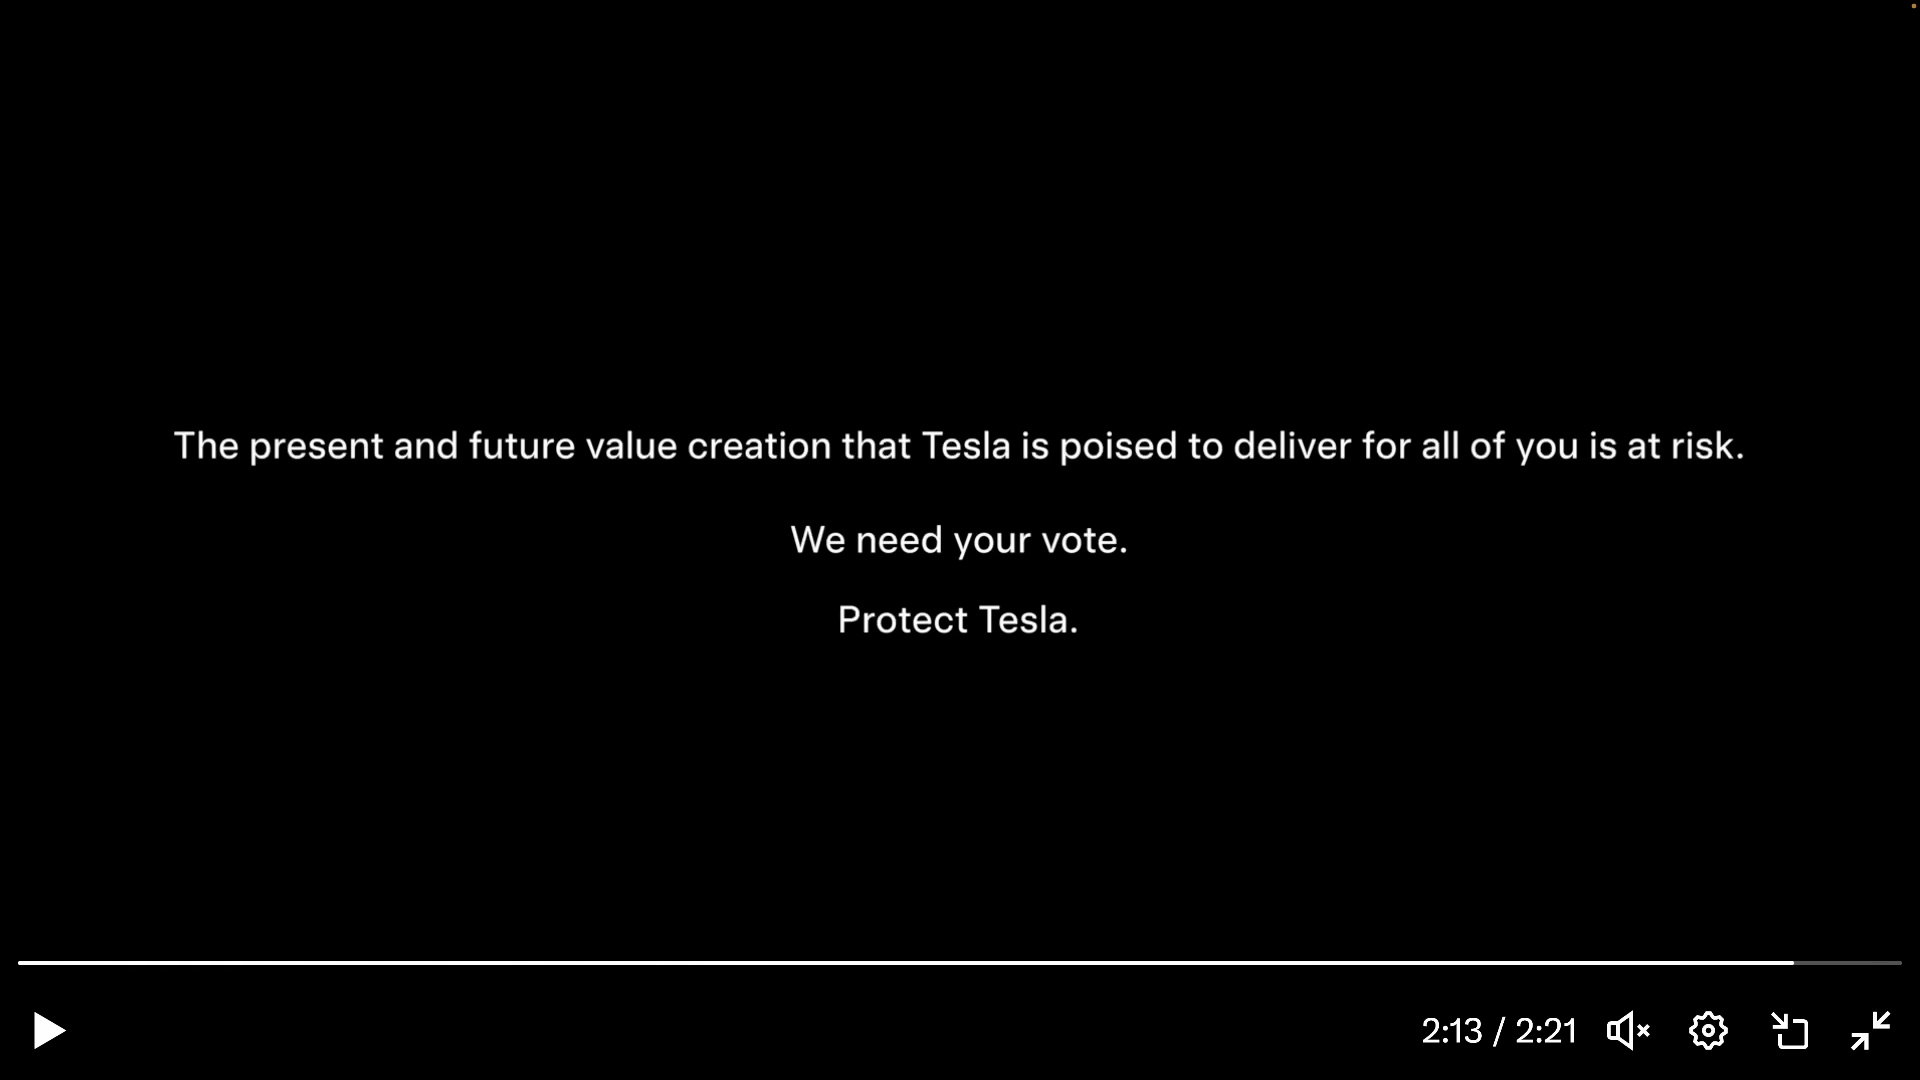 The present and future value creation that Tesla is poised to deliver for all of you is at risk.
We need your vote.
Protect Tesla.
2:13 / 2:21